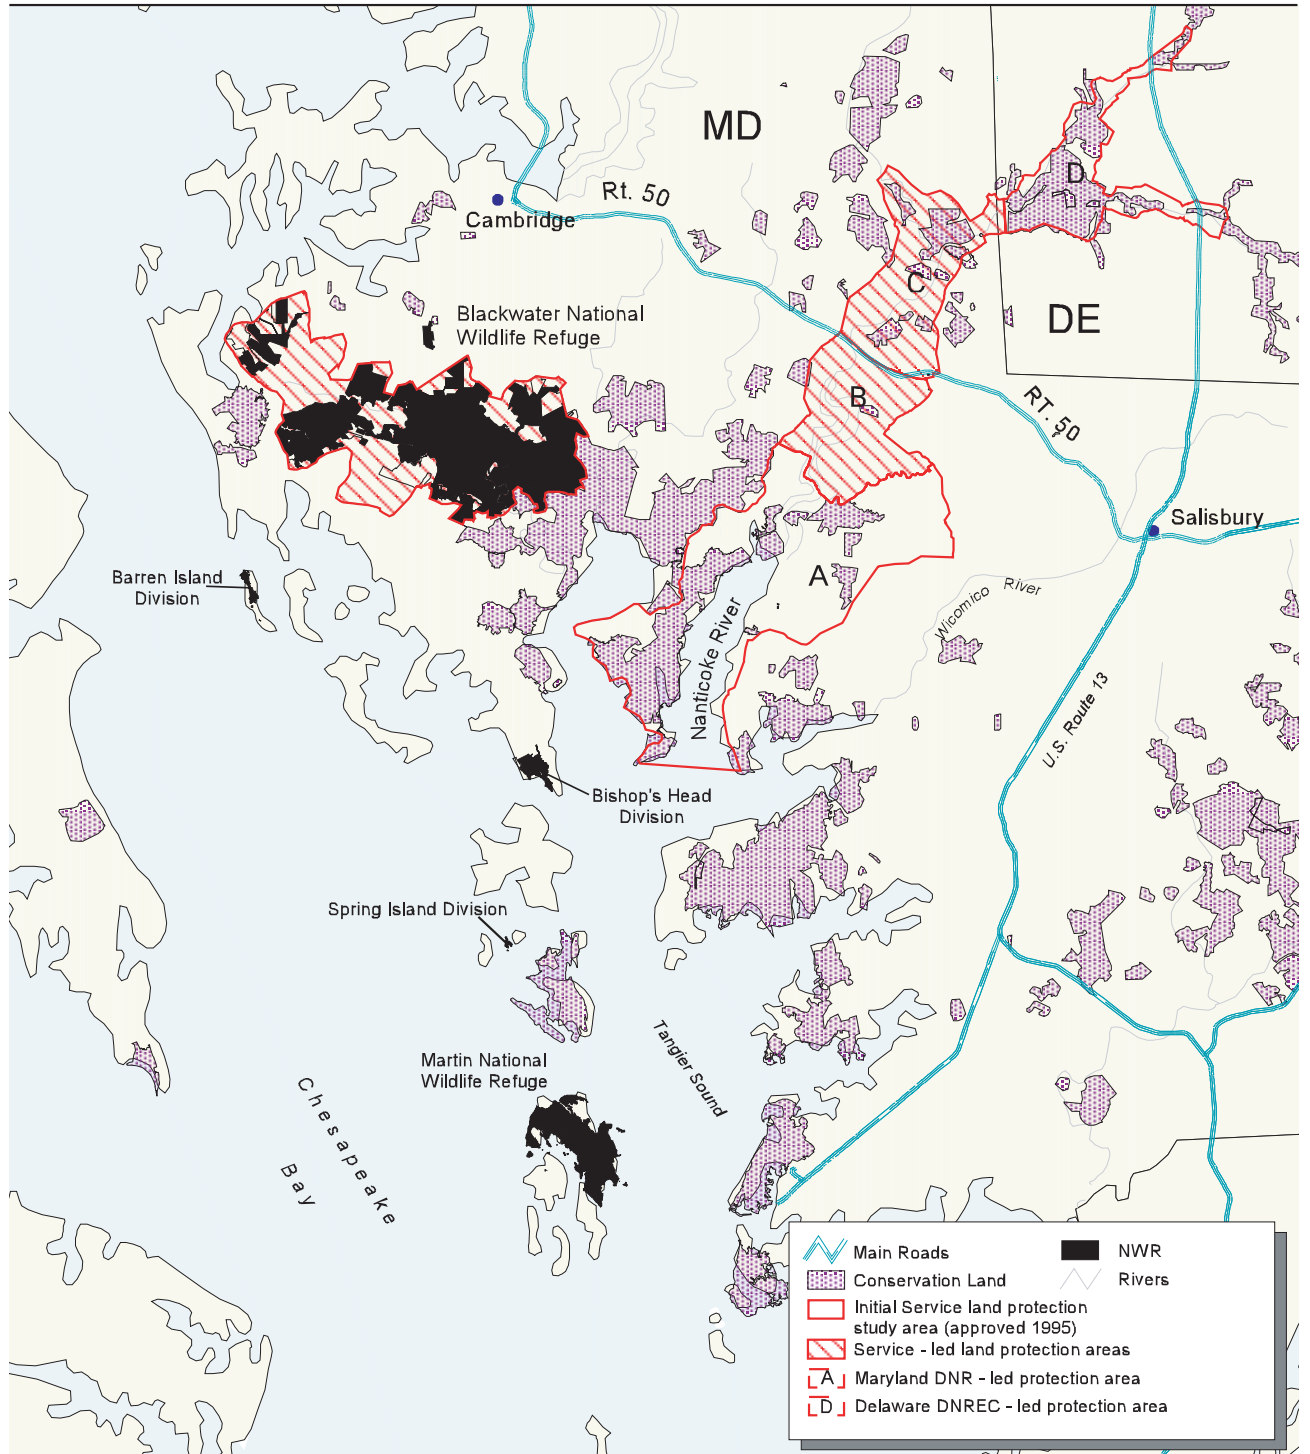 MD
D
Rt. 50
Cambridge
C
Blackwater National
Wildlife Refuge
DE
B
RT. 50
Salisbury
Barren Island
Division
A
Wicomico River
Nanticoke River
U.S. Route 13
Bishop's Head
Division
Spring Island Division
Tangier Sound
Martin National
Wildlife Refuge
Chesapeake
Bay
Main Roads
NWR
Conservation Land
Rivers
Initial Service land protection
study area (approved 1995)
Service - led land protection areas
A Maryland DNR - led protection area
D Delaware DNREC - led protection area